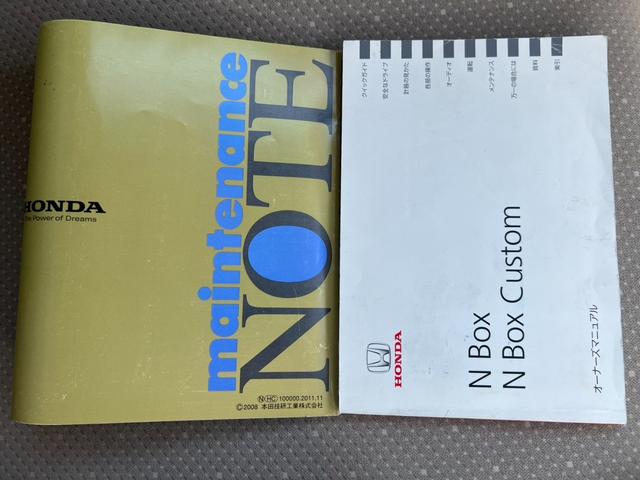 HONDA
The Power of Dreams
maintenance
NOTE
NHC 100000.2011.11
©2008 本田技研工業株式会社
クイックガイド
安全なドライブ
計器の見かた
各部の操作
オーディオ
運転
メンテナンス
万一の場合には
資料
索引
HONDA
N Box
N Box Custom
オーナーズマニュアル